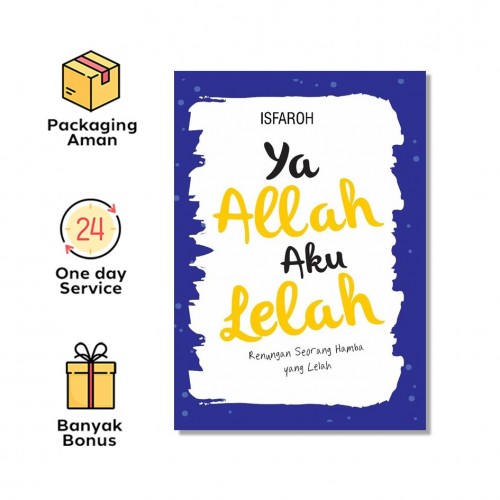 Packaging
Aman
24
One day
Service
Banyak
Bonus
ISFAROH
Ya
Allah
Aku
Lelah
Renungan Seorang Hamba
yang Lelah